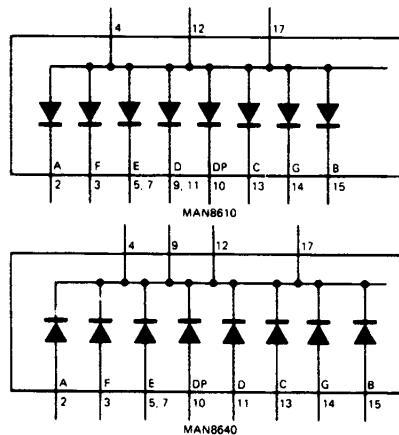 4 12 17
A F E D DP C G B
2 3 5, 7 9, 11 10 13 14 15
MAN8610
4 9 12 17
A F E DP D C G B
2 3 5, 7 10 11 13 14 15
MAN8640